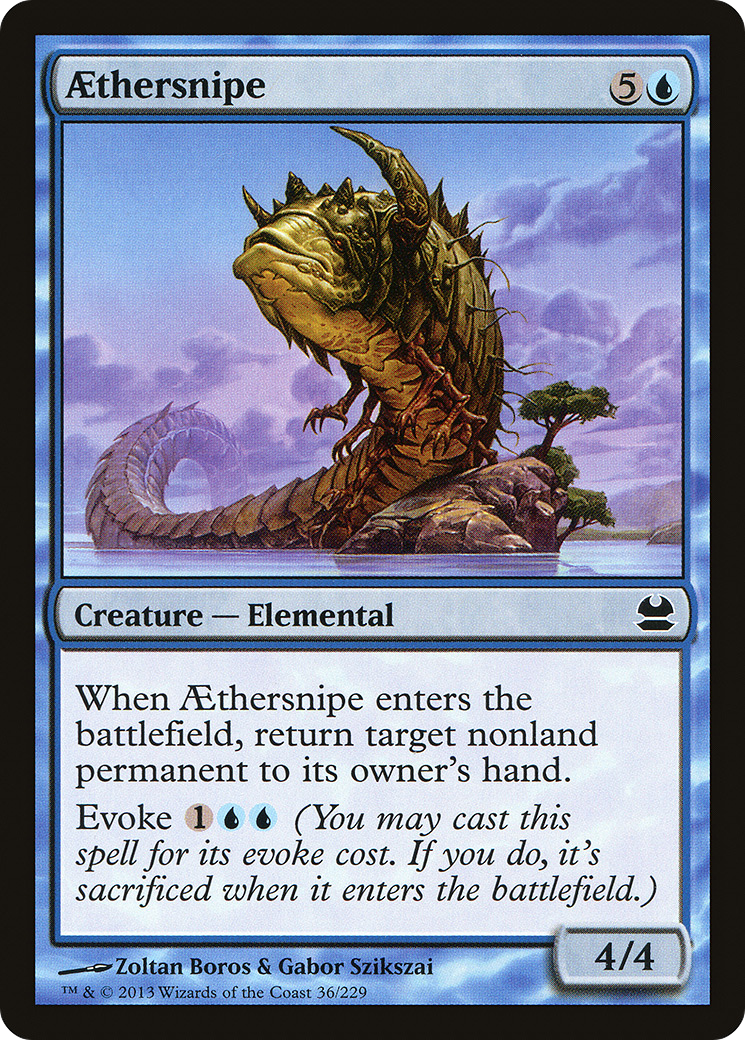 Æthersnipe 5
Creature — Elemental
When Æthersnipe enters the
battlefield, return target nonland
permanent to its owner's hand.
Evoke 1 (You may cast this
spell for its evoke cost. If you do, it's
sacrificed when it enters the battlefield.)
4/4
Zoltan Boros & Gabor Szikszai
™ & © 2013 Wizards of the Coast 36/229